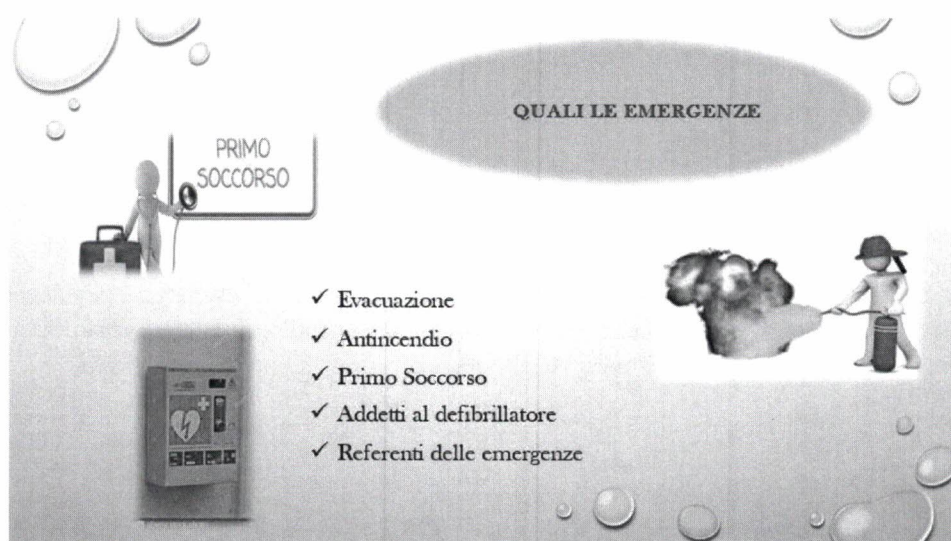 QUALI LE EMERGENZE
PRIMO
SOCCORSO
✓ Evacuazione
✓ Antincendio
✓ Primo Soccorso
✓ Addetti al defibrillatore
✓ Referenti delle emergenze